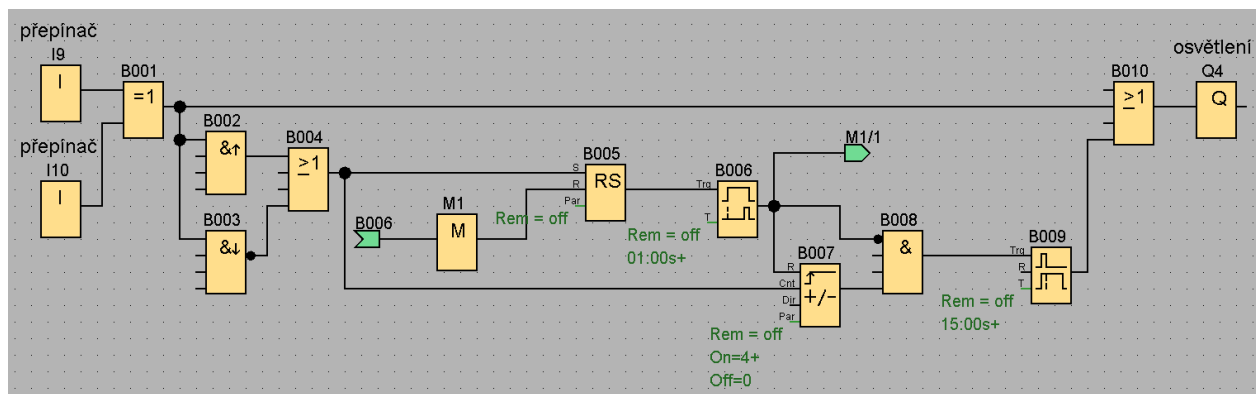 přepínač
I9
I
B001
=1
přepínač
I10
I
B002
&↑
B003
&↓
B004
≥1
B006
M1
M
B005
S
R
Par
RS
Rem = off
B006
Trg
T
Rem = off
01:00s+
M1/1
B007
R
Cnt
Dir
Par
+/-
Rem = off
On=4+
Off=0
B008
&
B009
Trg
R
T
Rem = off
15:00s+
B010
≥1
osvětlení
Q4
Q